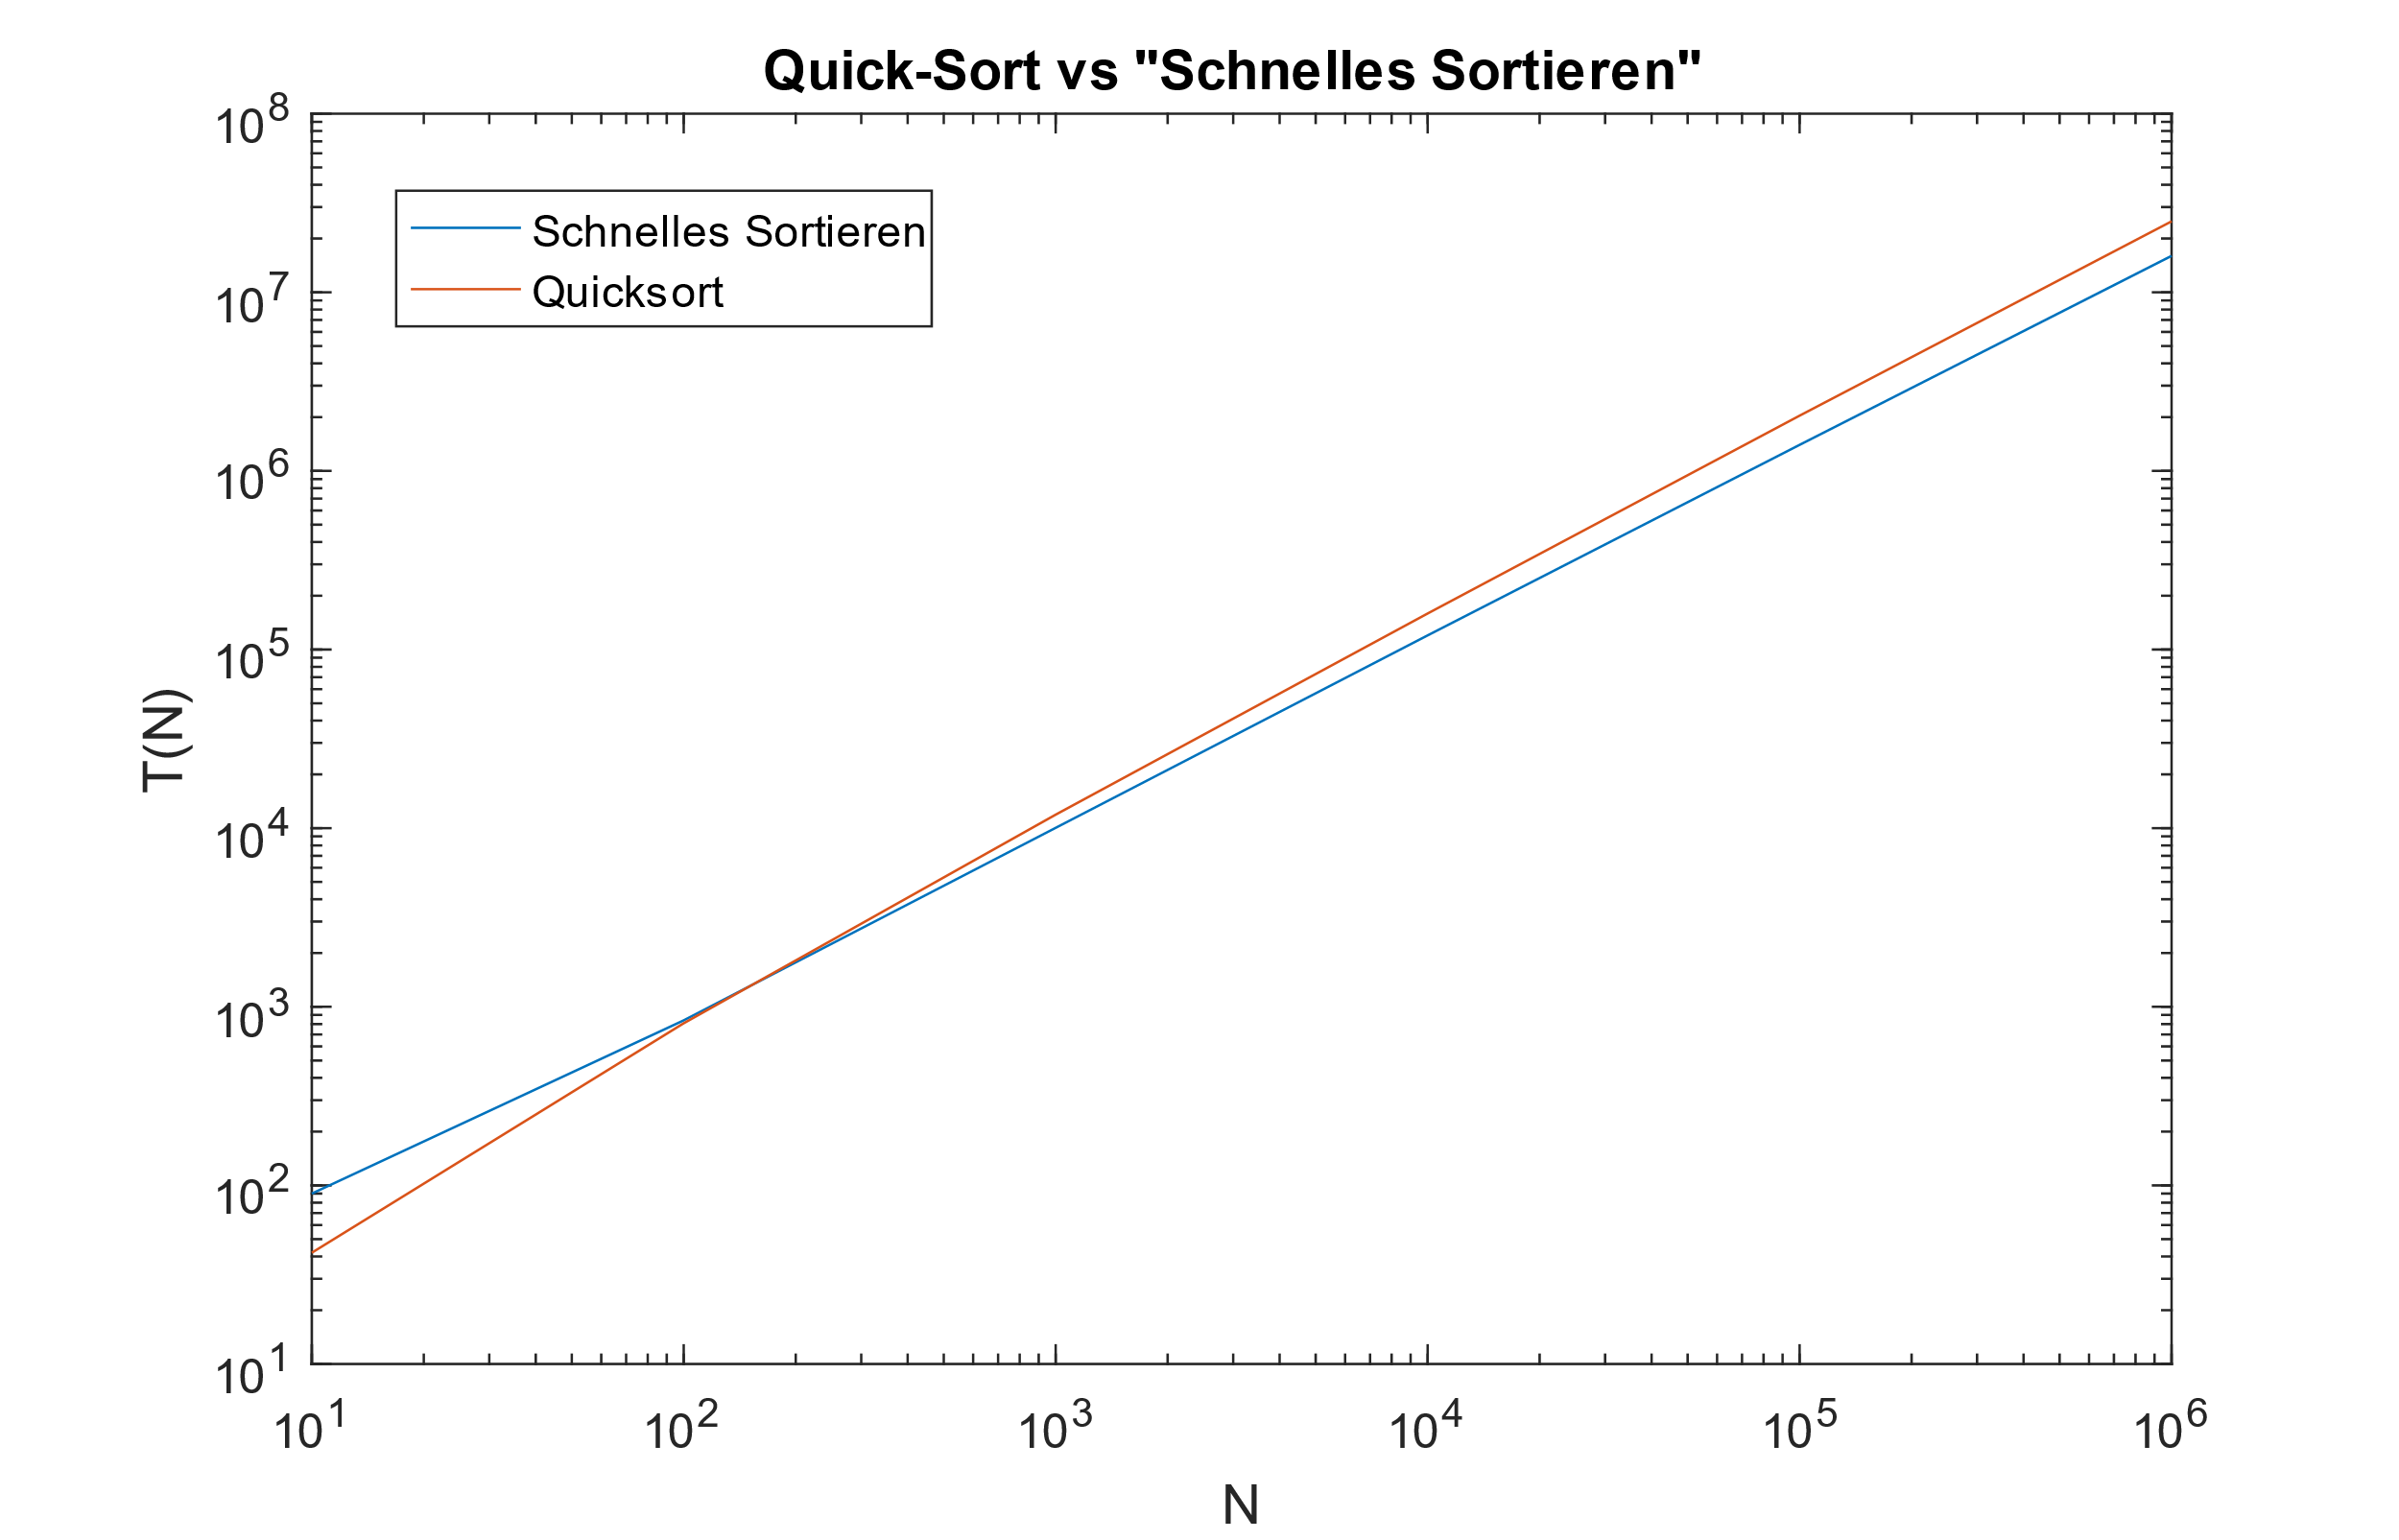 Quick-Sort vs "Schnelles Sortieren"
10^8
Schnelles Sortieren
Quicksort
10^7
10^6
10^5
T(N)
10^4
10^3
10^2
10^1
10^1 10^2 10^3 10^4 10^5 10^6
N